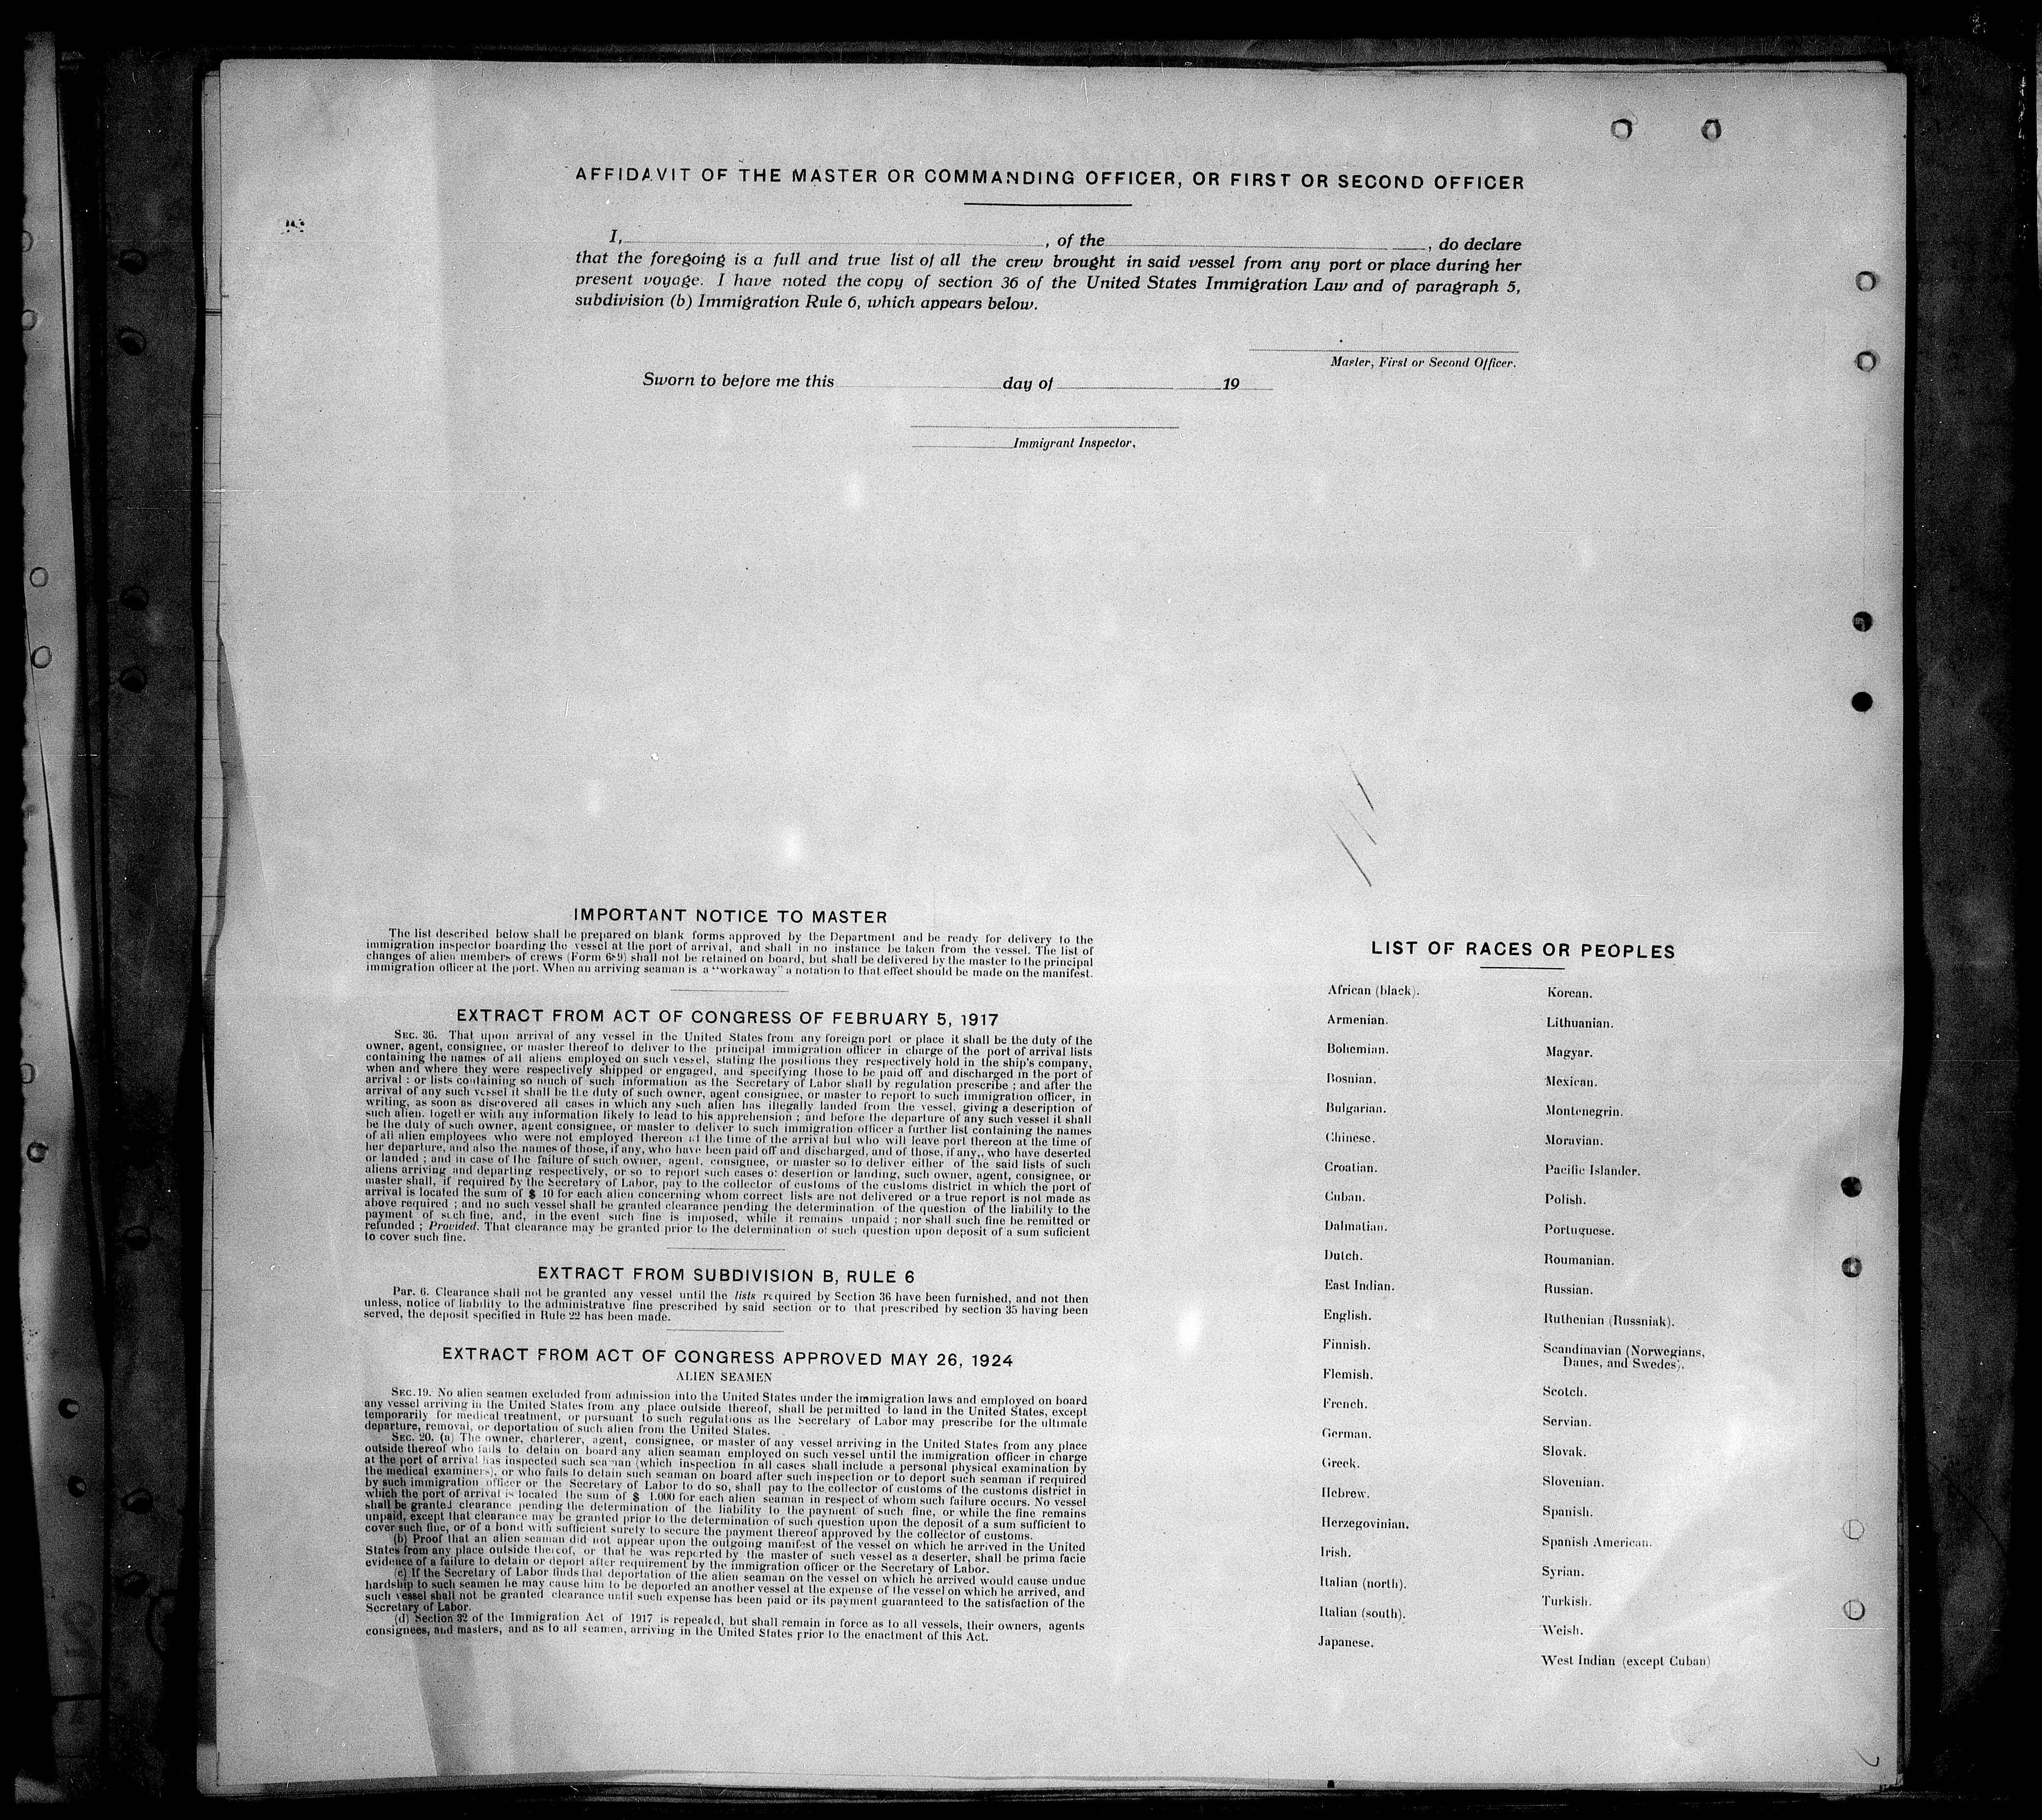 AFFIDAVIT OF THE MASTER OR COMMANDING OFFICER, OR FIRST OR SECOND OFFICER
I, , of the , do declare
that the foregoing is a full and true list of all the crew brought in said vessel from any port or place during her
present voyage. I have noted the copy of section 36 of the United States Immigration Law and of paragraph 5,
subdivision (b) Immigration Rule 6, which appears below.
Master, First or Second Officer.
Sworn to before me this day of 19
Immigrant Inspector,
IMPORTANT NOTICE TO MASTER
The list described below shall be prepared on blank forms approved by the Department and be ready for delivery to the
immigration inspector boarding the vessel at the port of arrival, and shall in no instance be taken from the vessel. The list of
changes of alien members of crews (Form 689) shall not be retained on board, but shall be delivered by the master to the principal
immigration officer at the port. When an arriving seaman is a "workaway" a notation to that effect should be made on the manifest.
EXTRACT FROM ACT OF CONGRESS OF FEBRUARY 5, 1917
SEC. 36. That upon arrival of any vessel in the United States from any foreign port or place it shall be the duty of the
owner, agent, consignee, or master thereof to deliver to the principal immigration officer in charge of the port of arrival lists
containing the names of all aliens employed on such vessel, stating the positions they respectively hold in the ship's company,
when and where they were respectively shipped or engaged, and specifying those to be paid off and discharged in the port of
arrival : or lists containing so much of such information as the Secretary of Labor shall by regulation prescribe ; and after the
arrival of any such vessel it shall be the duty of such owner, agent consignee, or master to report to such immigration officer, in
writing, as soon as discovered all cases in which any such alien has illegally landed from the vessel, giving a description of
such alien. together with any information likely to lead to his apprehension ; and before the departure of any such vessel it shall
be the duty of such owner, agent consignee, or master to deliver to such immigration officer a further list containing the names
of all alien employees who were not employed thereon at the time of the arrival but who will leave port thereon at the time of
her departure, and also the names of those, if any, who have been paid off and discharged, and of those, if any,, who have deserted
or landed ; and in case of the failure of such owner, agent, consignee, or master so to deliver either of the said lists of such
aliens arriving and departing respectively, or so to report such cases of desertion or landing, such owner, agent, consignee, or
master shall, if required by the Secretary of Labor, pay to the collector of customs of the customs district in which the port of
arrival is located the sum of $ 10 for each alien concerning whom correct lists are not delivered or a true report is not made as
above required ; and no such vessel shall be granted clearance pending the determination of the question of the liability to the
payment of such fine, and, in the event such fine is imposed, while it remains unpaid ; nor shall such fine be remitted or
refunded ; Provided. That clearance may be granted prior to the determination of such question upon deposit of a sum suficient
to cover such fine.
EXTRACT FROM SUBDIVISION B, RULE 6
Par. 6. Clearance shall not be granted any vessel until the lists required by Section 36 have been furnished, and not then
unless, notice of liability to the administrative fine prescribed by said section or to that prescribed by section 35 having been
served, the deposit specified in Rule 22 has been made.
EXTRACT FROM ACT OF CONGRESS APPROVED MAY 26, 1924
ALIEN SEAMEN
SEC. 19. No alien seamen excluded from admission into the United States under the immigration laws and employed on board
any vessel arriving in the United States from any place outside thereof, shall be permitted to land in the United States, except
temporarily for medical treatment, or pursuant to such regulations as the Secretary of Labor may prescribe for the ultimate
departure, removal, or deportation of such alien from the United States.
SEC. 20. (a) The owner, charterer, agent, consignee, or master of any vessel arriving in the United States from any place
outside thereof who fails to detain on board any alien seaman employed on such vessel until the immigration officer in charge
at the port of arrival has inspected such seaman (which inspection in all cases shall include a personal physical examination by
the medical examiners), or who fails to detain such seaman on board after such inspection or to deport such seaman if required
by such immigration officer or the Secretary of Labor to do so, shall pay to the collector of customs of the customs district in
which the port of arrival is located the sum of $ 1.000 for each alien seaman in respect of whom such failure occurs. No vessel
shall be granted clearance pending the determination of the liability to the payment of such fine, or while the fine remains
unpaid, except that clearance may be granted prior to the determination of such question upon the deposit of a sum sufficient to
cover such fine, or of a bond with sufficient surety to secure the payment thereof approved by the collector of customs.
(b) Proof that an alien seaman did not appear upon the outgoing manifest of the vessel on which he arrived in the United
States from any place outside thereof, or that he was reported by the master of such vessel as a deserter, shall be prima facie
evidence of a failure to detain or deport after requirement by the immigration officer or the Secretary of Labor.
(c) If the Secretary of Labor finds that deportation of the alien seaman on the vessel on which he arrived would cause undue
hardship to such seamen he may cause him to be deported an another vessel at the expense of the vessel on which he arrived, and
such vessel shall not be granted clearance until such expense has been paid or its payment guaranteed to the satisfaction of the
Secretary of Labor.
(d) Section 32 of the Immigration Act of 1917 is repealed, but shall remain in force as to all vessels, their owners, agents
consignees, and masters, and as to all seamen, arriving in the United States prior to the enactment of this Act.
LIST OF RACES OR PEOPLES
African (black).
Armenian.
Bohemian.
Bosnian.
Bulgarian.
Chinese.
Croatian.
Cuban.
Dalmatian.
Dutch.
East Indian.
English.
Finnish.
Flemish.
French.
German.
Greek.
Hebrew.
Herzegovinian.
Irish.
Italian (north).
Italian (south).
Japanese.
Korean.
Lithuanian.
Magyar.
Mexican.
Montenegrin.
Moravian.
Pacific Islander.
Polish.
Portuguese.
Roumanian.
Russian.
Ruthenian (Russniak).
Scandinavian (Norwegians,
Danes, and Swedes).
Scotch.
Servian.
Slovak.
Slovenian.
Spanish.
Spanish American.
Syrian.
Turkish.
Welsh.
West Indian (except Cuban)